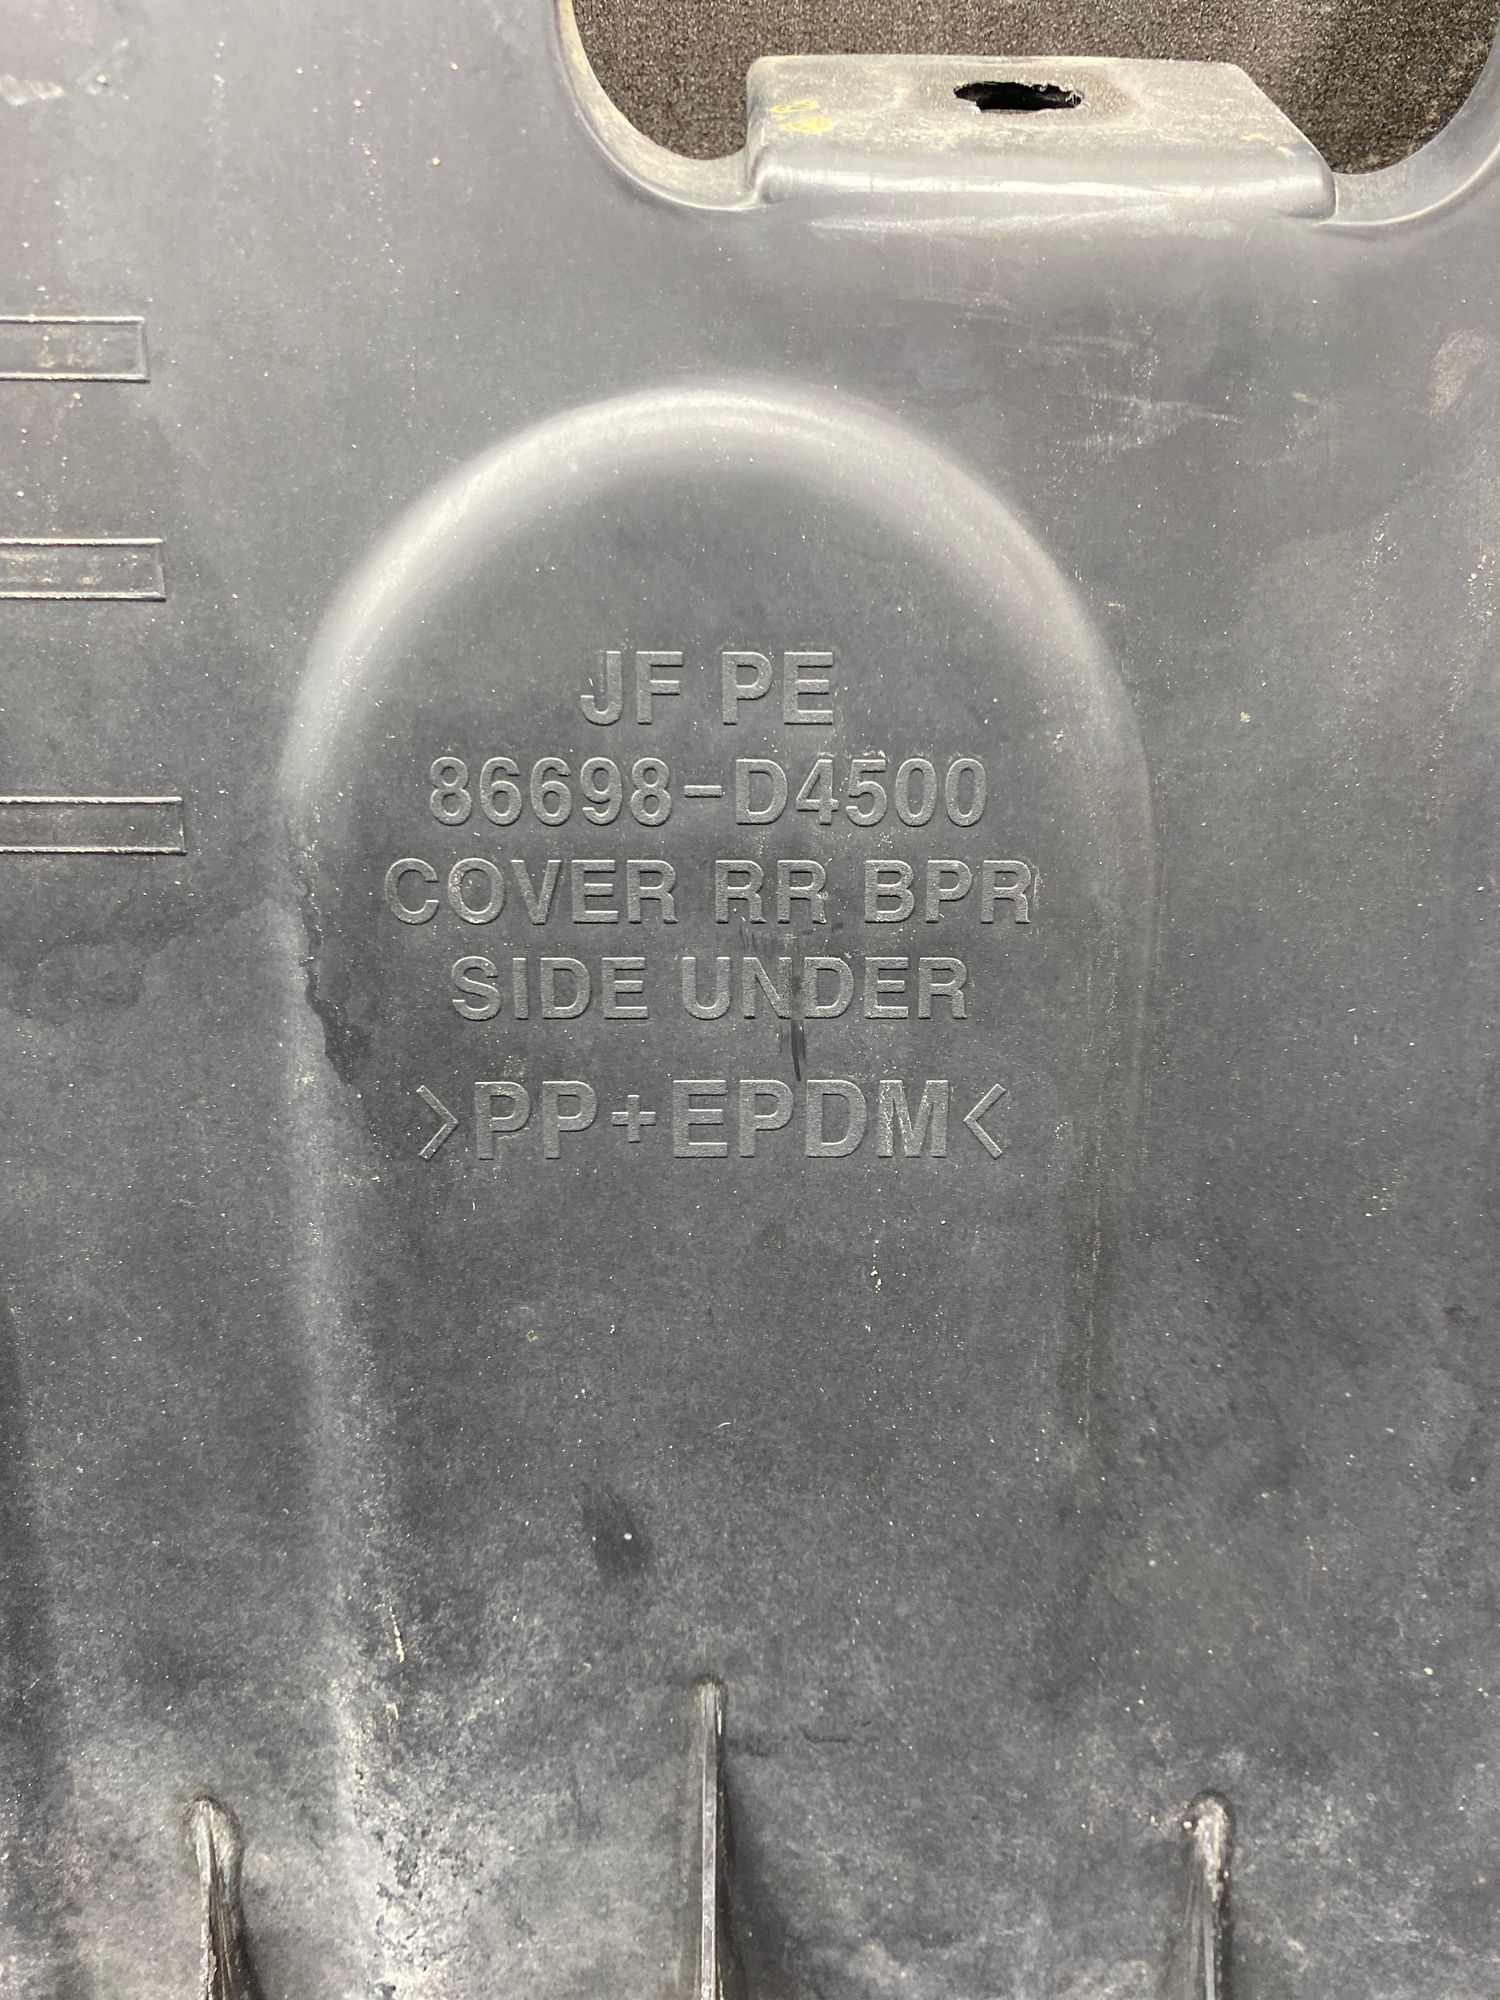 JF PE
86698-D4500
COVER RR BPR
SIDE UNDER
>PP+EPDM<